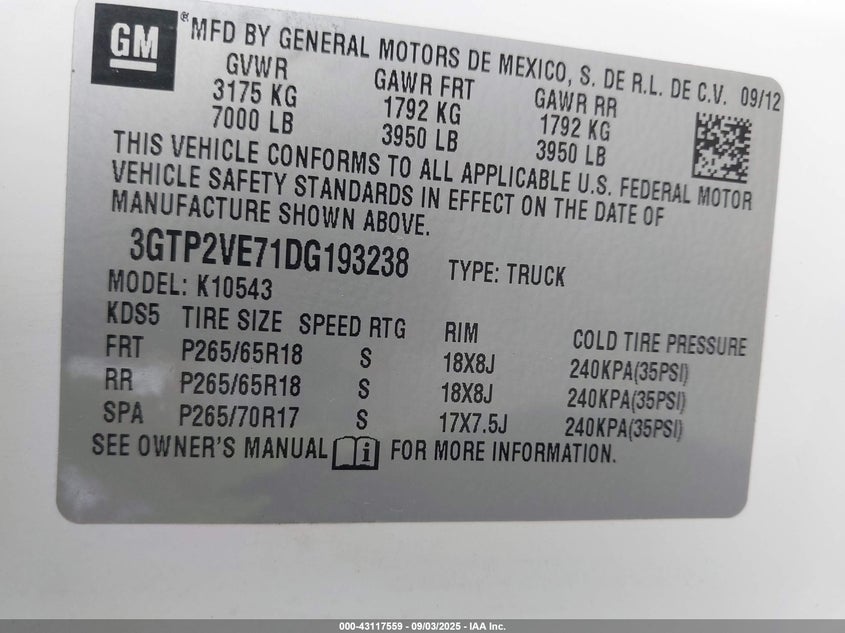 GM ® MFD BY GENERAL MOTORS DE MEXICO, S. DE R.L. DE C.V. 09/12
GVWR GAWR FRT GAWR RR
3175 KG 1792 KG 1792 KG
7000 LB 3950 LB 3950 LB
THIS VEHICLE CONFORMS TO ALL APPLICABLE U.S. FEDERAL MOTOR
VEHICLE SAFETY STANDARDS IN EFFECT ON THE DATE OF
MANUFACTURE SHOWN ABOVE.
3GTP2VE71DG193238 TYPE: TRUCK
MODEL: K10543
KDS5 TIRE SIZE SPEED RTG RIM COLD TIRE PRESSURE
FRT P265/65R18 S 18X8J 240KPA(35PSI)
RR P265/65R18 S 18X8J 240KPA(35PSI)
SPA P265/70R17 S 17X7.5J 240KPA(35PSI)
SEE OWNER'S MANUAL i FOR MORE INFORMATION.
000-43117559 - 09/03/2025 - IAA Inc.